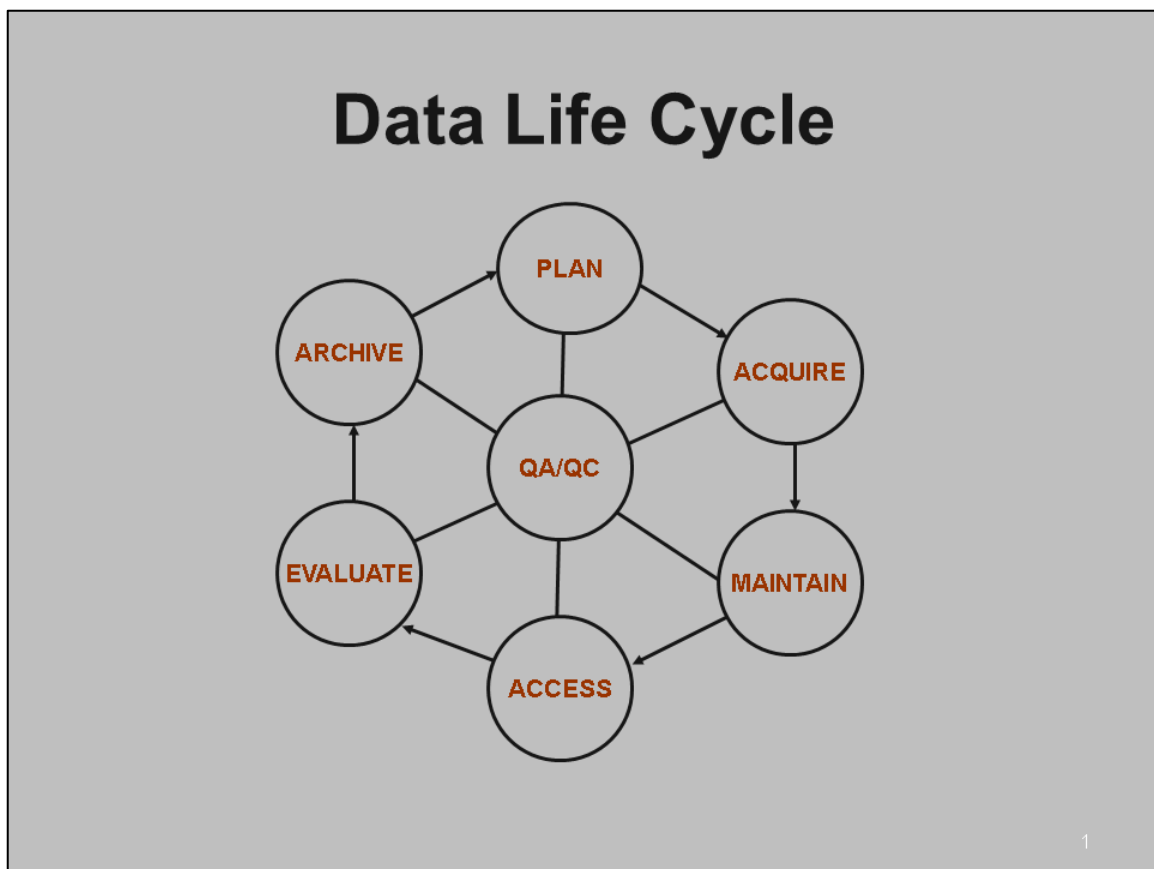 Data Life Cycle
PLAN
ARCHIVE
ACQUIRE
QA/QC
EVALUATE
MAINTAIN
ACCESS
1